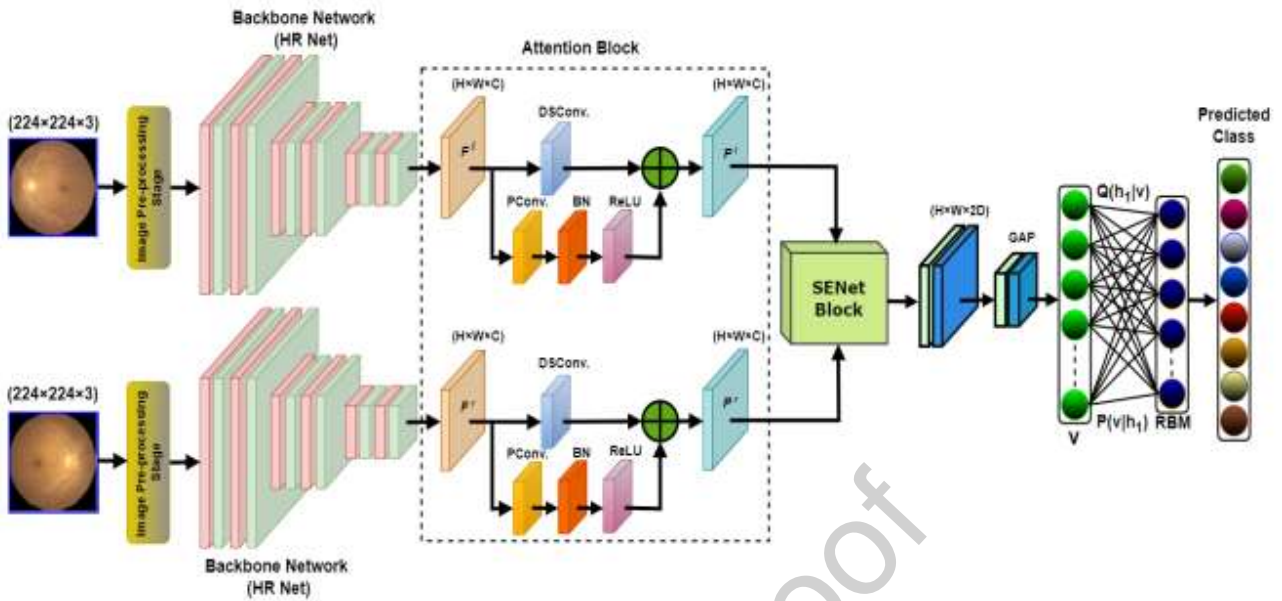 Backbone Network
(HR Net)
Attention Block
(H×W×C)
(H×W×C)
DSConv.
(224×224×3)
Image Pre-processing
Stage
PConv.
BN
ReLU
Predicted
Class
Q(h1|v)
(H×W×2D)
GAP
SENet
Block
(H×W×C)
(H×W×C)
DSConv.
(224×224×3)
Image Pre-processing
Stage
PConv.
BN
ReLU
P(v|h1)
V
RBM
Backbone Network
(HR Net)
oof